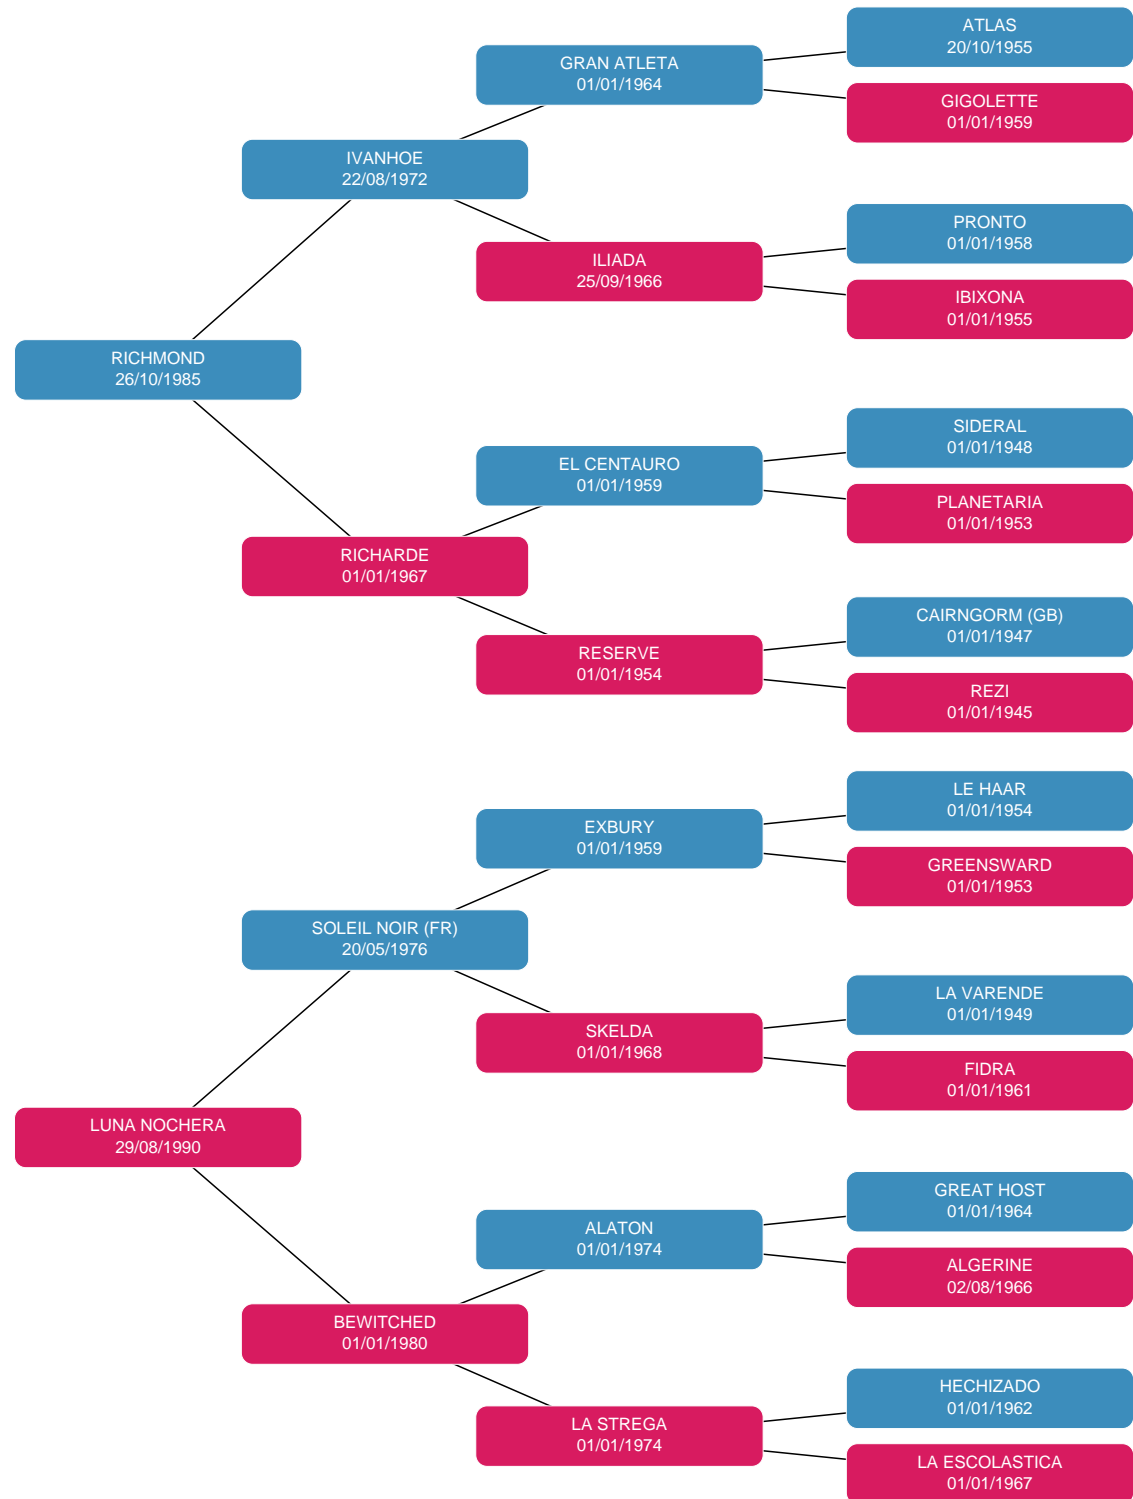 ATLAS
20/10/1955
GRAN ATLETA
01/01/1964
GIGOLETTE
01/01/1959
IVANHOE
22/08/1972
PRONTO
01/01/1958
ILIADA
25/09/1966
IBIXONA
01/01/1955
RICHMOND
26/10/1985
SIDERAL
01/01/1948
EL CENTAURO
01/01/1959
PLANETARIA
01/01/1953
RICHARDE
01/01/1967
CAIRNGORM (GB)
01/01/1947
RESERVE
01/01/1954
REZI
01/01/1945
LE HAAR
01/01/1954
EXBURY
01/01/1959
GREENSWARD
01/01/1953
SOLEIL NOIR (FR)
20/05/1976
LA VARENDE
01/01/1949
SKELDA
01/01/1968
FIDRA
01/01/1961
LUNA NOCHERA
29/08/1990
GREAT HOST
01/01/1964
ALATON
01/01/1974
ALGERINE
02/08/1966
BEWITCHED
01/01/1980
HECHIZADO
01/01/1962
LA STREGA
01/01/1974
LA ESCOLASTICA
01/01/1967